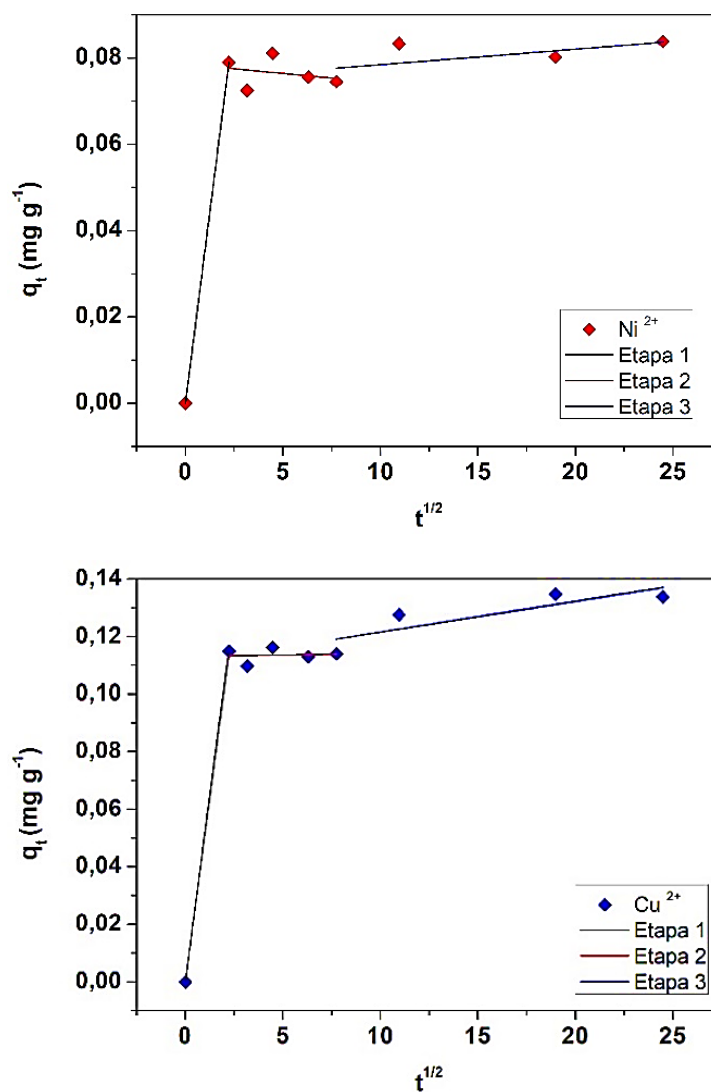 0,08
0,06
0,04
0,02
0,00
qt (mg g-1)
Ni 2+
Etapa 1
Etapa 2
Etapa 3
0 5 10 15 20 25
t1/2
0,14
0,12
0,10
0,08
0,06
0,04
0,02
0,00
qt (mg g-1)
Cu 2+
Etapa 1
Etapa 2
Etapa 3
0 5 10 15 20 25
t1/2